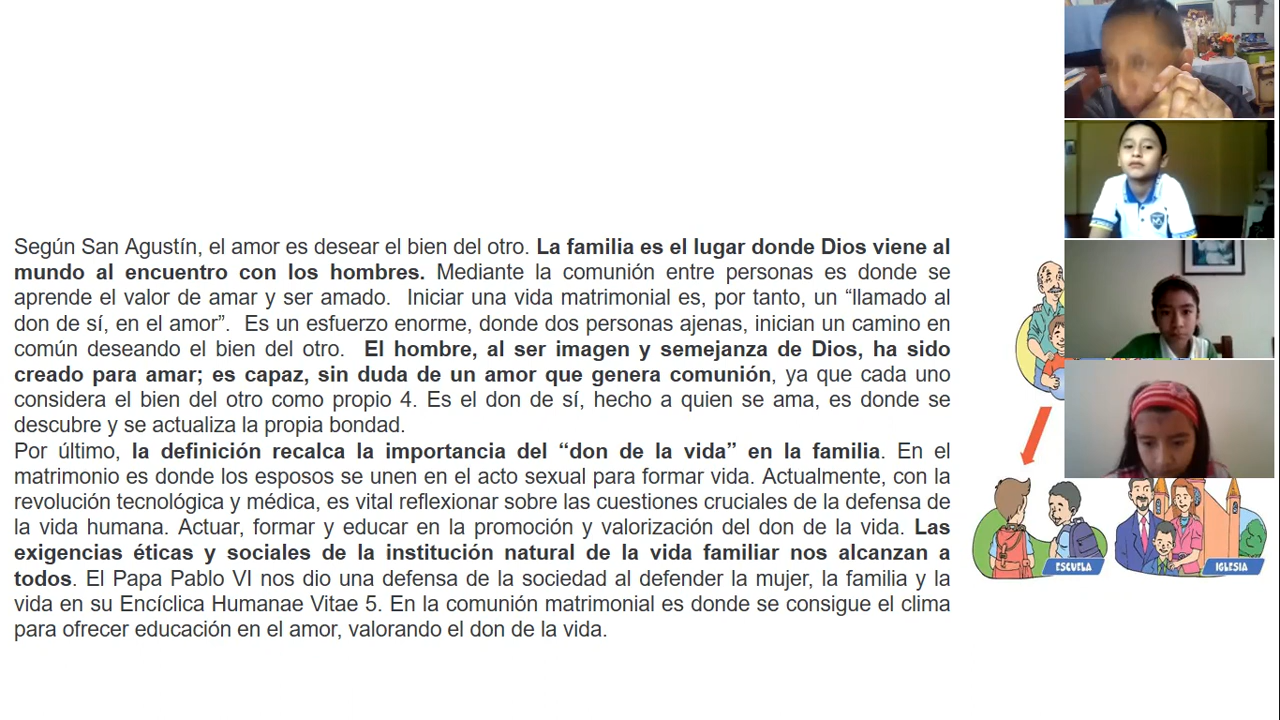 Según San Agustín, el amor es desear el bien del otro. La familia es el lugar donde Dios viene al
mundo al encuentro con los hombres. Mediante la comunión entre personas es donde se
aprende el valor de amar y ser amado.  Iniciar una vida matrimonial es, por tanto, un “llamado al
don de sí, en el amor”.  Es un esfuerzo enorme, donde dos personas ajenas, inician un camino en
común deseando el bien del otro.  El hombre, al ser imagen y semejanza de Dios, ha sido
creado para amar; es capaz, sin duda de un amor que genera comunión, ya que cada uno
considera el bien del otro como propio 4. Es el don de sí, hecho a quien se ama, es donde se
descubre y se actualiza la propia bondad.
Por último, la definición recalca la importancia del “don de la vida” en la familia. En el
matrimonio es donde los esposos se unen en el acto sexual para formar vida. Actualmente, con la
revolución tecnológica y médica, es vital reflexionar sobre las cuestiones cruciales de la defensa de
la vida humana. Actuar, formar y educar en la promoción y valorización del don de la vida. Las
exigencias éticas y sociales de la institución natural de la vida familiar nos alcanzan a
todos. El Papa Pablo VI nos dio una defensa de la sociedad al defender la mujer, la familia y la
vida en su Encíclica Humanae Vitae 5. En la comunión matrimonial es donde se consigue el clima
para ofrecer educación en el amor, valorando el don de la vida.
ESCUELA
IGLESIA